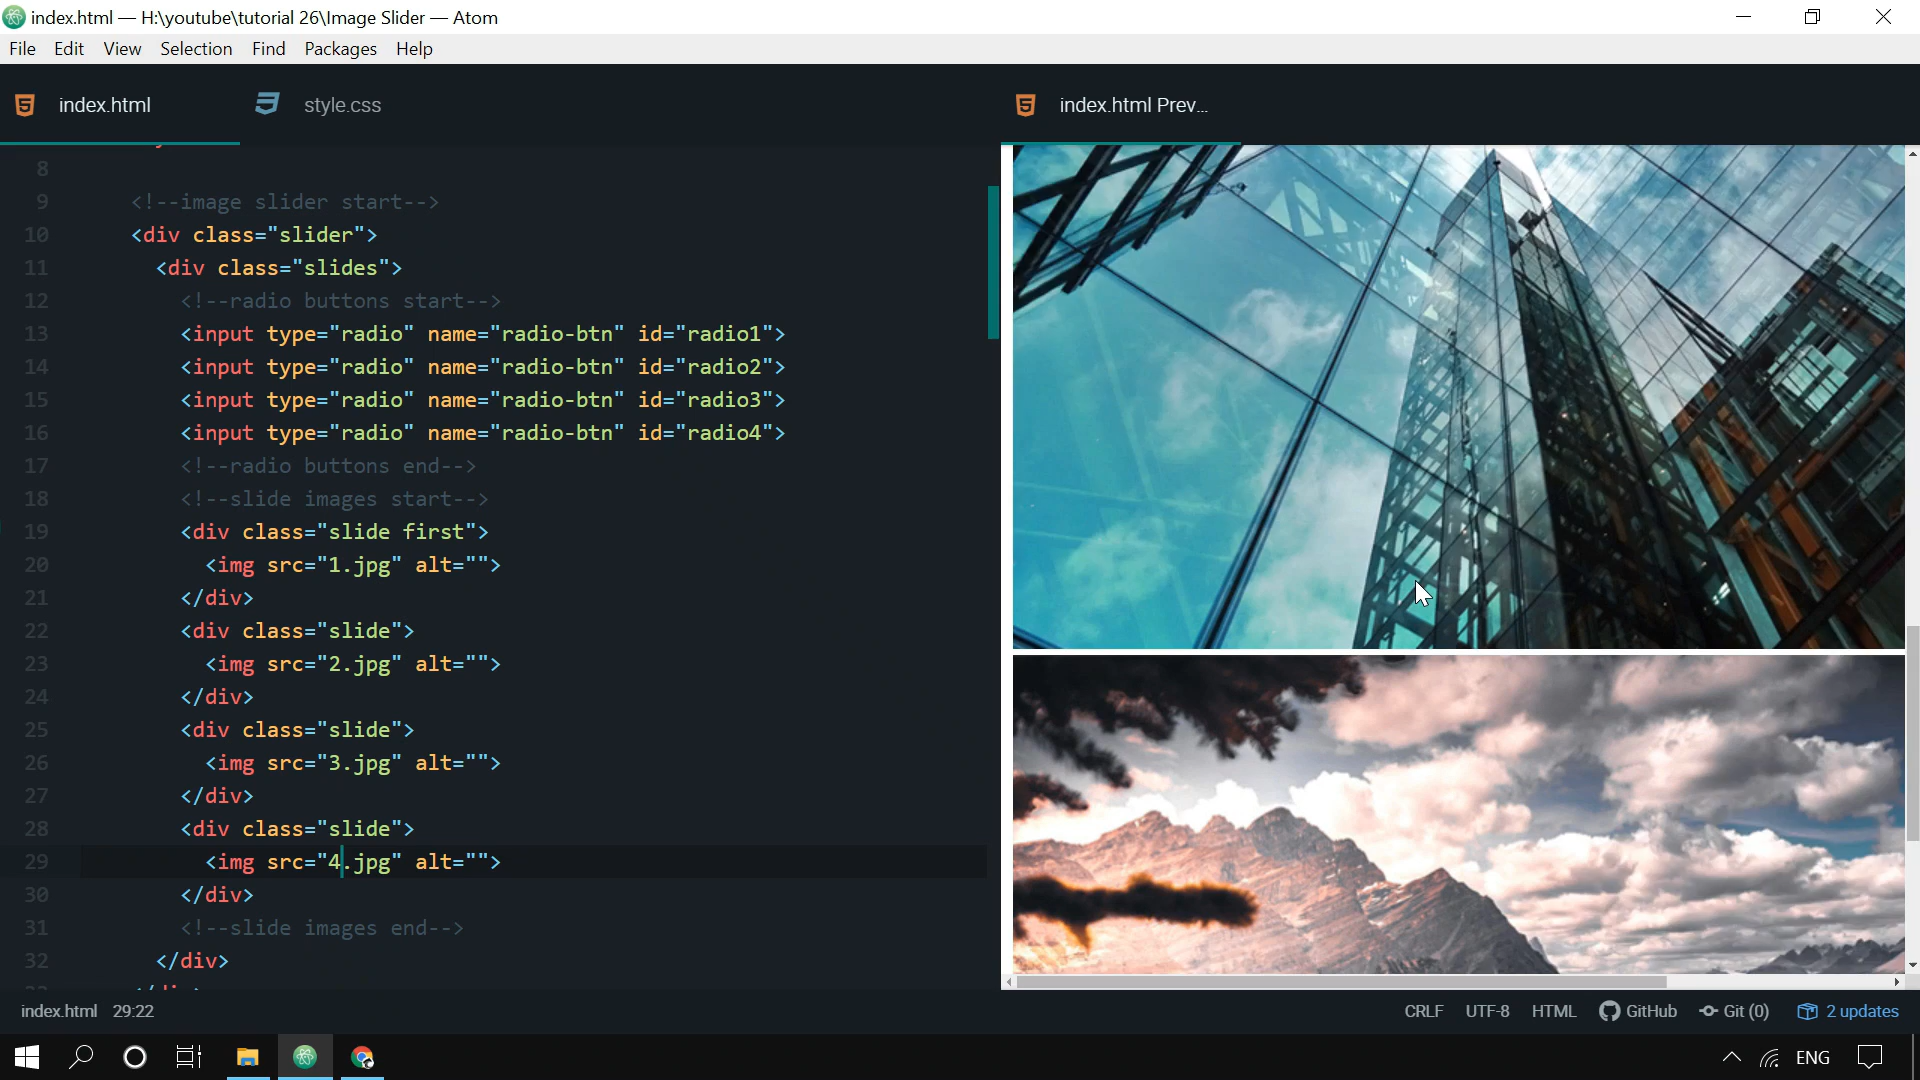 index.html — H:\youtube\tutorial 26\Image Slider — Atom
File Edit View Selection Find Packages Help
index.html style.css index.html Prev...
8
9 <!--image slider start-->
10 <div class="slider">
11 <div class="slides">
12 <!--radio buttons start-->
13 <input type="radio" name="radio-btn" id="radio1">
14 <input type="radio" name="radio-btn" id="radio2">
15 <input type="radio" name="radio-btn" id="radio3">
16 <input type="radio" name="radio-btn" id="radio4">
17 <!--radio buttons end-->
18 <!--slide images start-->
19 <div class="slide first">
20 <img src="1.jpg" alt="">
21 </div>
22 <div class="slide">
23 <img src="2.jpg" alt="">
24 </div>
25 <div class="slide">
26 <img src="3.jpg" alt="">
27 </div>
28 <div class="slide">
29 <img src="4.jpg" alt="">
30 </div>
31 <!--slide images end-->
32 </div>
index.html 29:22 CRLF UTF-8 HTML GitHub Git (0) 2 updates
ENG